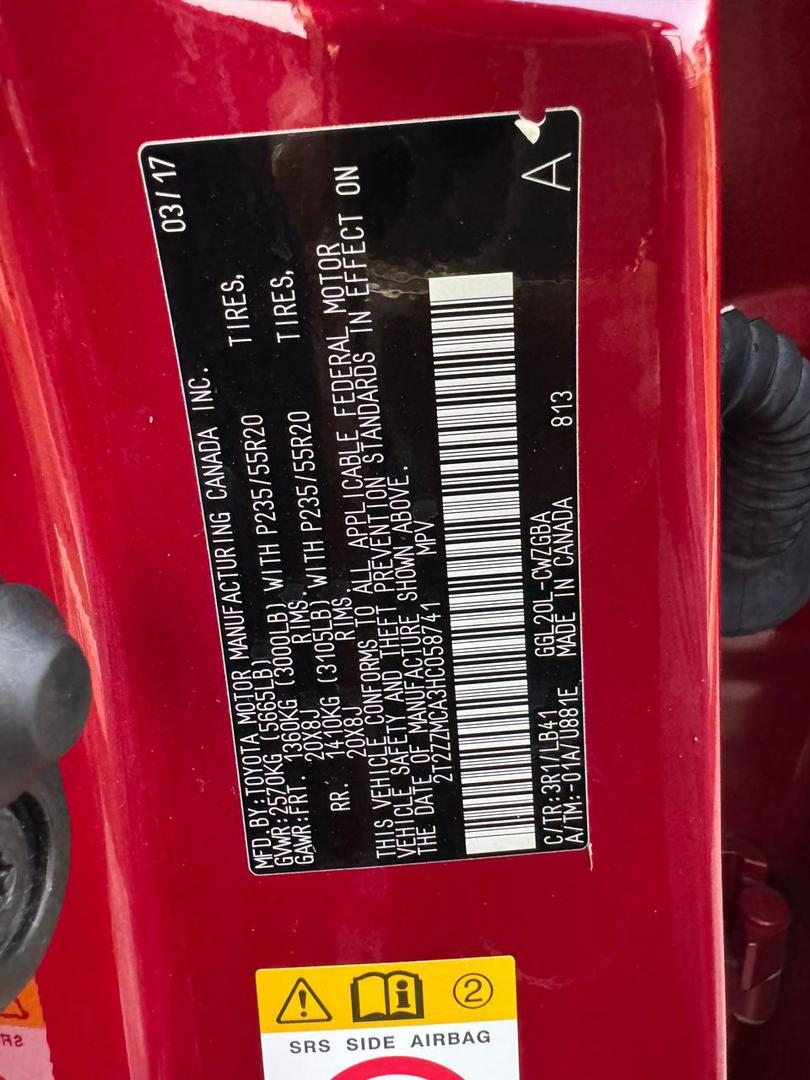 MFD.BY:TOYOTA MOTOR MANUFACTURING CANADA INC. 03/17
GVWR:2570KG (5665LB)
GAWR:FRT. 1360KG (3000LB) WITH P235/55R20 TIRES,
20X8J RIMS.
RR. 1410KG (3105LB) WITH P235/55R20 TIRES,
20X8J RIMS.
THIS VEHICLE CONFORMS TO ALL APPLICABLE FEDERAL MOTOR
VEHICLE SAFETY AND THEFT PREVENTION STANDARDS IN EFFECT ON
THE DATE OF MANUFACTURE SHOWN ABOVE.
2T2ZZMCA3HC058741 MPV
C/TR:3R1/LB41 GGL20L-CWZGBA
A/TM:-01A/U881E MADE IN CANADA 813 A
2
SRS SIDE AIRBAG